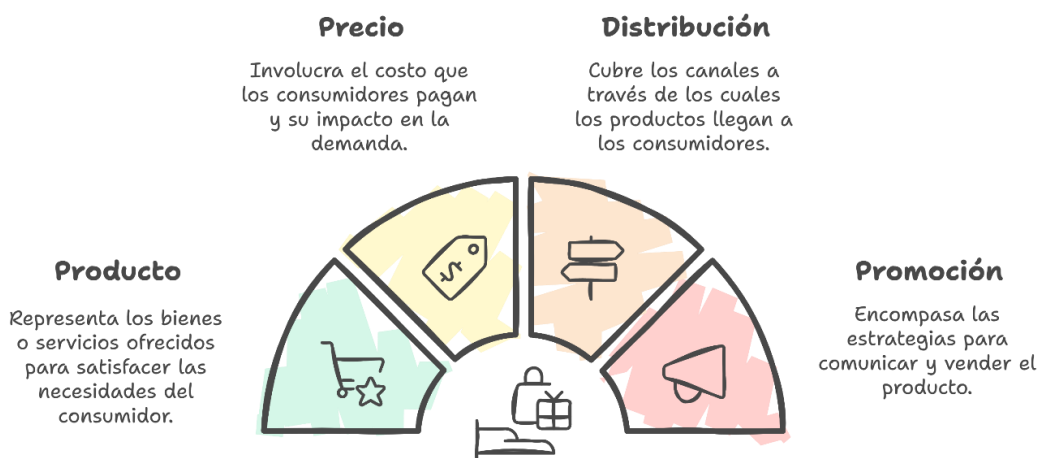 Precio
Involucra el costo que
los consumidores pagan
y su impacto en la
demanda.
Distribución
Cubre los canales a
través de los cuales
los productos llegan a
los consumidores.
Producto
Representa los bienes
o servicios ofrecidos
para satisfacer las
necesidades del
consumidor.
Promoción
Encompasa las
estrategias para
comunicar y vender el
producto.
$